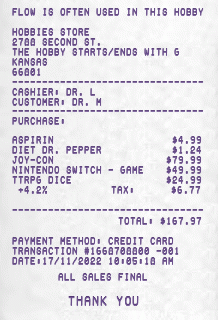 FLOW IS OFTEN USED IN THIS HOBBY
HOBBIES STORE
2788 SECOND ST.
THE HOBBY STARTS/ENDS WITH G
KANSAS
66801
CASHIER: DR. L
CUSTOMER: DR. M
PURCHASE:
ASPIRIN $4.99
DIET DR. PEPPER $1.24
JOY-CON $79.99
NINTENDO SWITCH - GAME $49.99
TTRPG DICE $24.99
+4.2% TAX: $6.77
TOTAL: $167.97
PAYMENT METHOD: CREDIT CARD
TRANSACTION #1668708000 -001
DATE:17/11/2022 10:05:18 AM
ALL SALES FINAL
THANK YOU